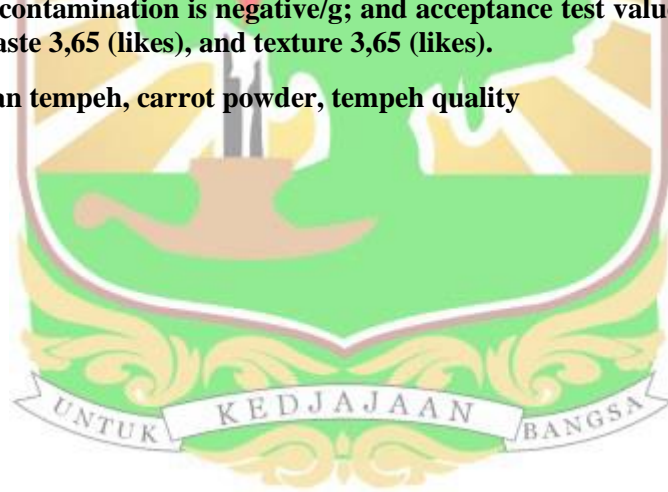 contamination is negative/g; and acceptance test valu
aste 3,65 (likes), and texture 3,65 (likes).
an tempeh, carrot powder, tempeh quality
UNTUK KEDJAJAAN BANGSA